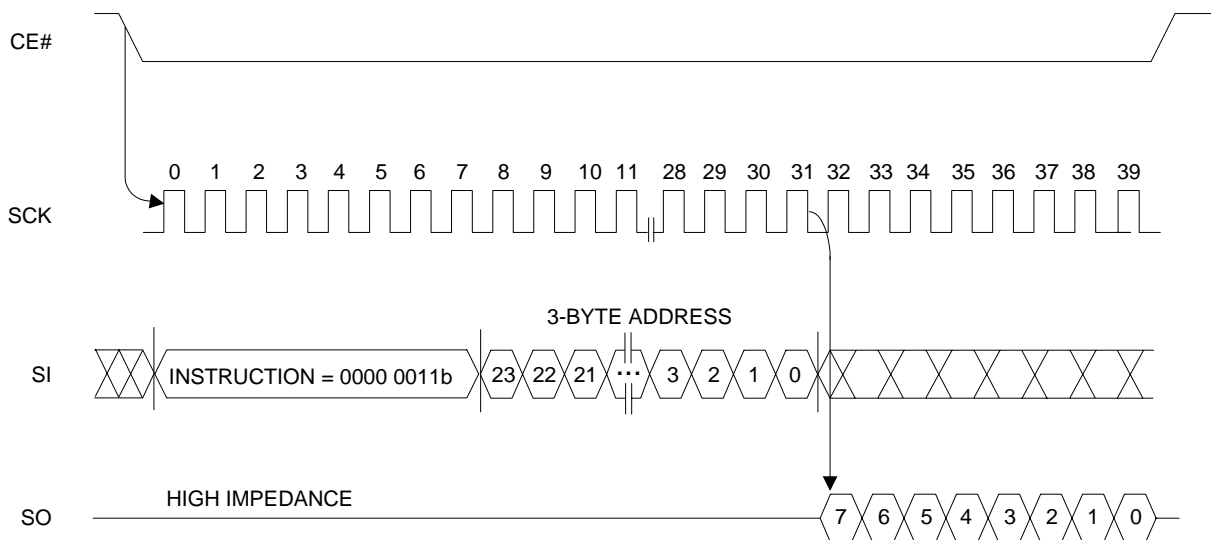 CE#
0 1 2 3 4 5 6 7 8 9 10 11 28 29 30 31 32 33 34 35 36 37 38 39
SCK
3-BYTE ADDRESS
SI INSTRUCTION = 0000 0011b 23 22 21 ... 3 2 1 0
HIGH IMPEDANCE
SO 7 6 5 4 3 2 1 0